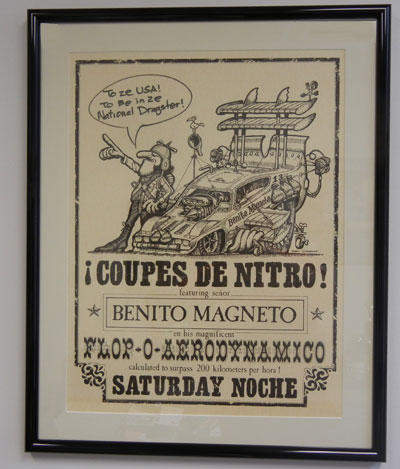 To ze USA!
To Be in ze
National Dragster!
Benito Magneto
¡COUPES DE NITRO!
featuring señor
BENITO MAGNETO
en his magnificent
FLOP-O-AERODYNAMICO
calculated to surpass 200 kilometers per hora!
SATURDAY NOCHE